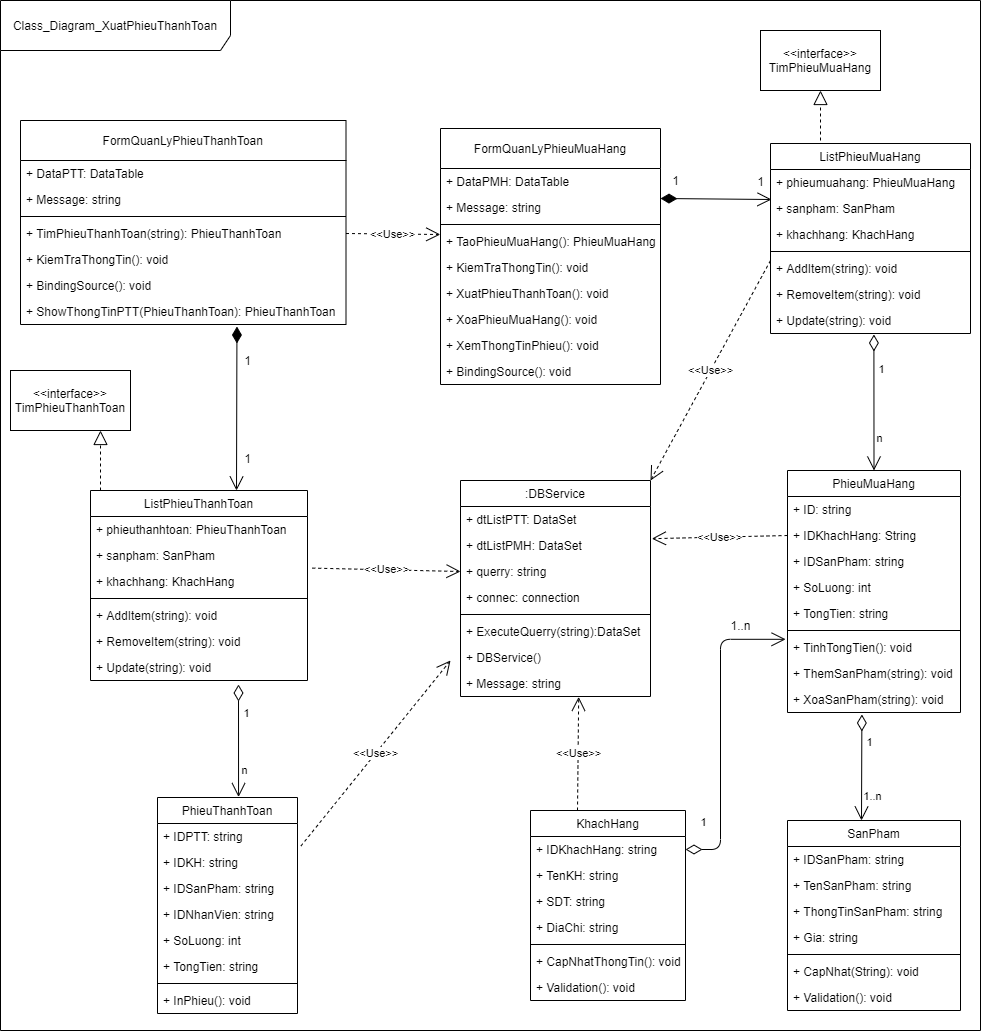 Class_Diagram_XuatPhieuThanhToan
<<interface>>
TimPhieuMuaHang
FormQuanLyPhieuThanhToan
+ DataPTT: DataTable
+ Message: string
+ TimPhieuThanhToan(string): PhieuThanhToan
+ KiemTraThongTin(): void
+ BindingSource(): void
+ ShowThongTinPTT(PhieuThanhToan): PhieuThanhToan
<<Use>>
FormQuanLyPhieuMuaHang
+ DataPMH: DataTable
+ Message: string
+ TaoPhieuMuaHang(): PhieuMuaHang
+ KiemTraThongTin(): void
+ XuatPhieuThanhToan(): void
+ XoaPhieuMuaHang(): void
+ XemThongTinPhieu(): void
+ BindingSource(): void
1
1
ListPhieuMuaHang
+ phieumuahang: PhieuMuaHang
+ sanpham: SanPham
+ khachhang: KhachHang
+ AddItem(string): void
+ RemoveItem(string): void
+ Update(string): void
<<Use>>
1
n
1
1
<<interface>>
TimPhieuThanhToan
ListPhieuThanhToan
+ phieuthanhtoan: PhieuThanhToan
+ sanpham: SanPham
+ khachhang: KhachHang
+ AddItem(string): void
+ RemoveItem(string): void
+ Update(string): void
<<Use>>
:DBService
+ dtListPTT: DataSet
+ dtListPMH: DataSet
+ querry: string
+ connec: connection
+ ExecuteQuerry(string):DataSet
+ DBService()
+ Message: string
<<Use>>
PhieuMuaHang
+ ID: string
+ IDKhachHang: String
+ IDSanPham: string
+ SoLuong: int
+ TongTien: string
+ TinhTongTien(): void
+ ThemSanPham(string): void
+ XoaSanPham(string): void
1..n
1
n
<<Use>>
<<Use>>
1
1..n
PhieuThanhToan
+ IDPTT: string
+ IDKH: string
+ IDSanPham: string
+ IDNhanVien: string
+ SoLuong: int
+ TongTien: string
+ InPhieu(): void
KhachHang
+ IDKhachHang: string
+ TenKH: string
+ SDT: string
+ DiaChi: string
+ CapNhatThongTin(): void
+ Validation(): void
1
SanPham
+ IDSanPham: string
+ TenSanPham: string
+ ThongTinSanPham: string
+ Gia: string
+ CapNhat(String): void
+ Validation(): void